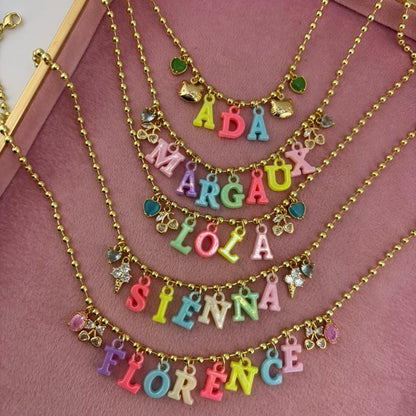 ADA
MARGAUX
LOLA
SIENNA
FLORENCE